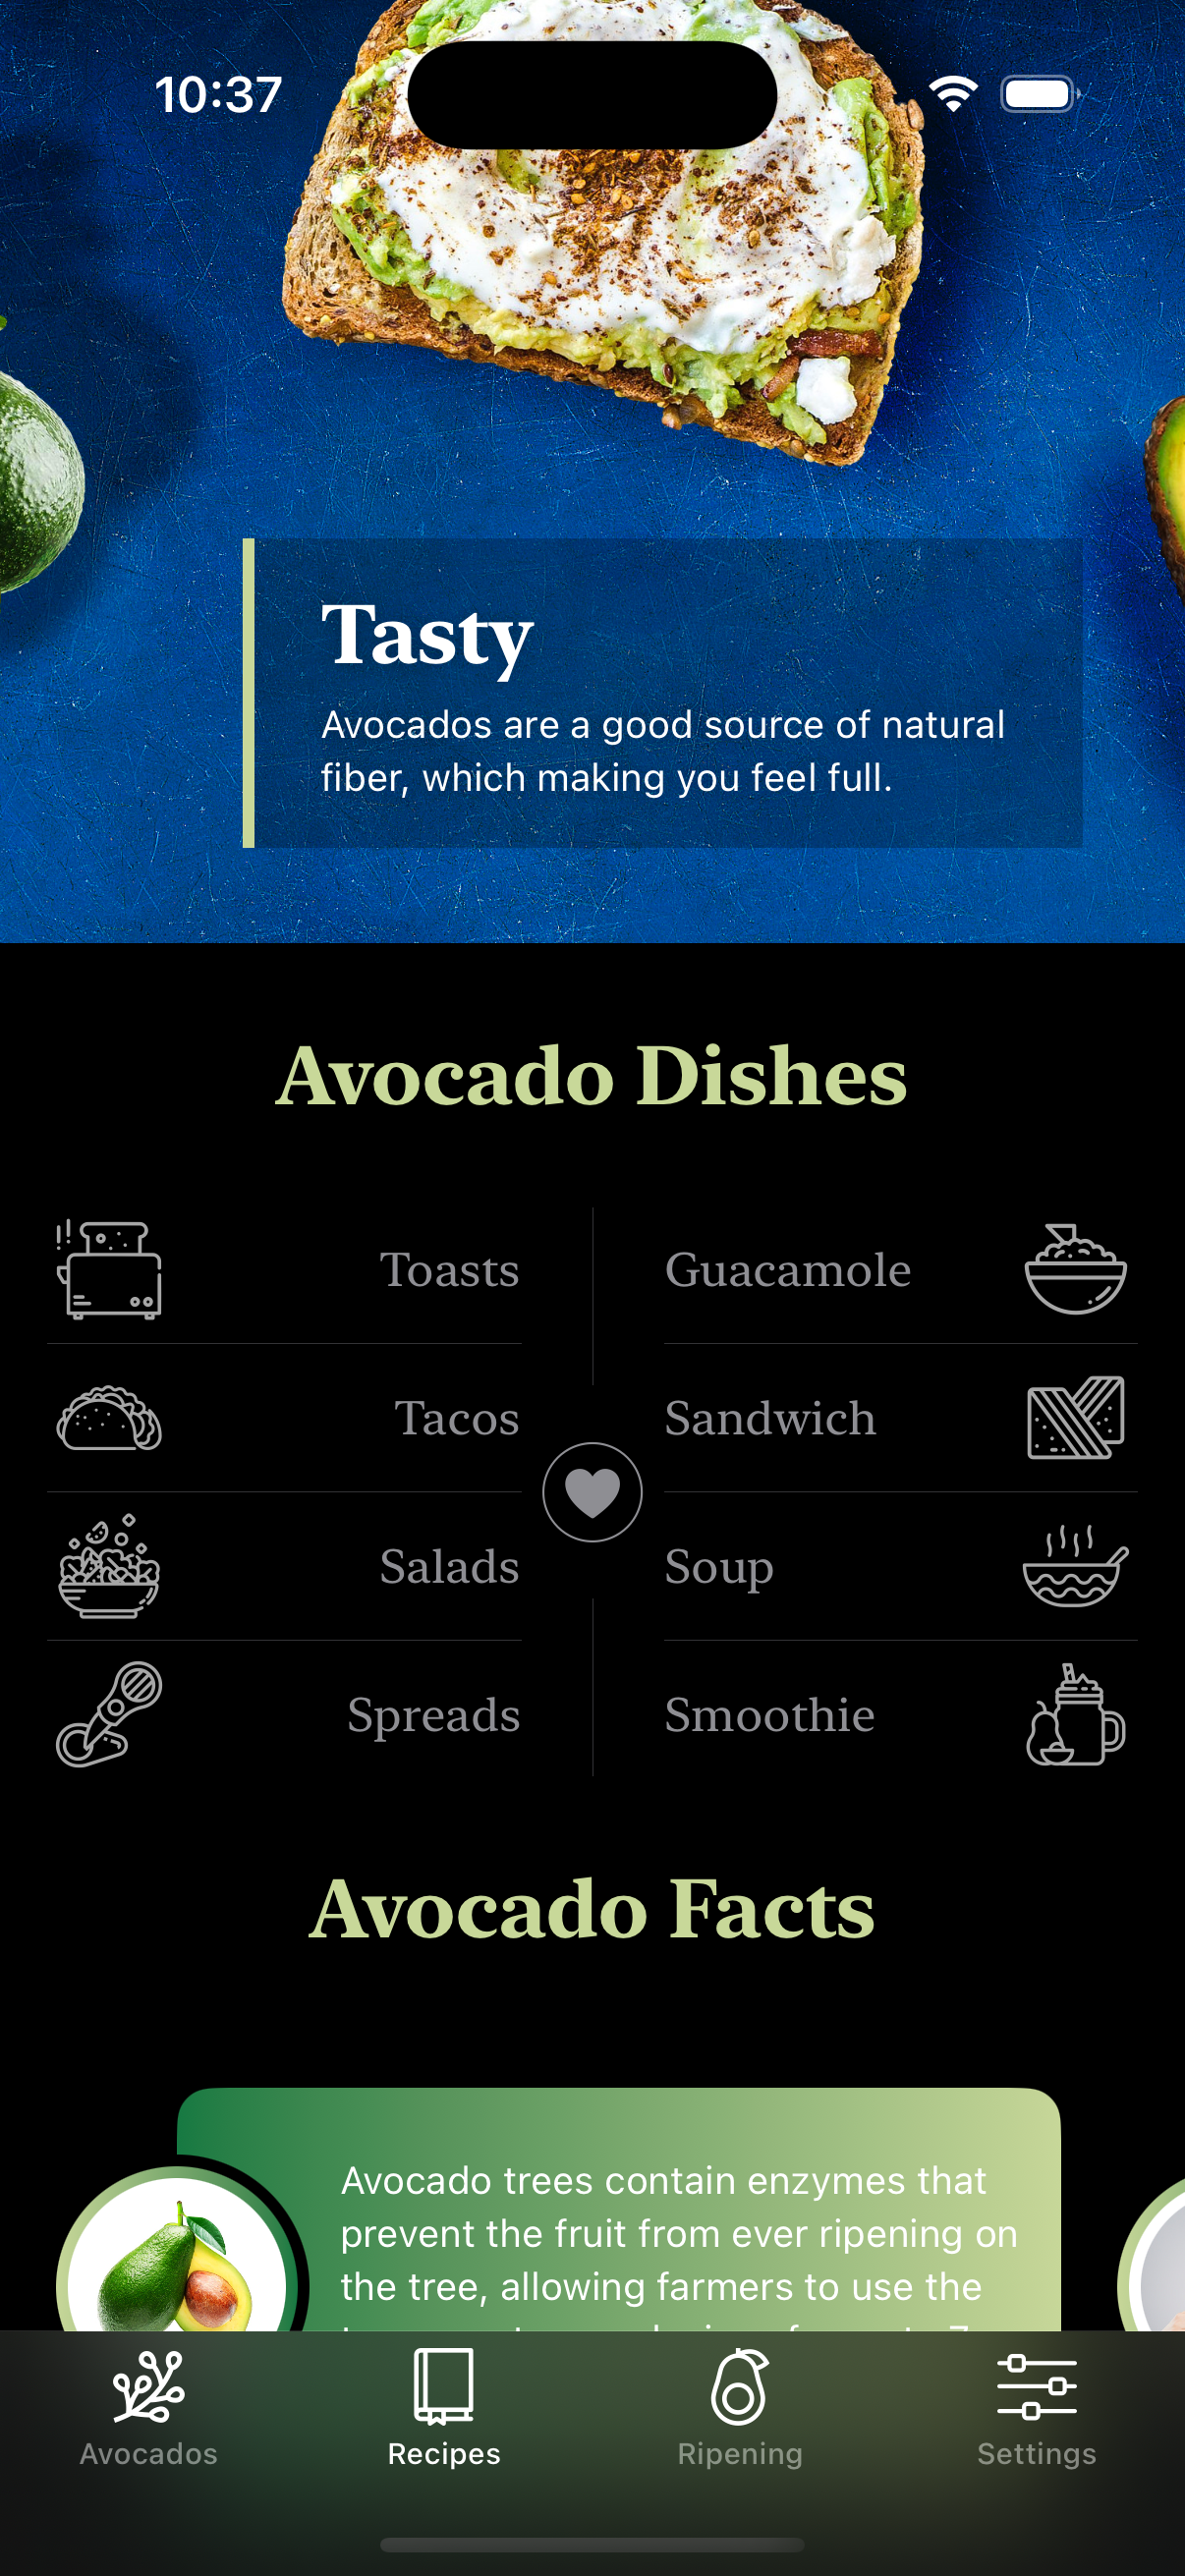 10:37
Tasty
Avocados are a good source of natural
fiber, which making you feel full.
Avocado Dishes
Toasts
Guacamole
Tacos
Sandwich
Salads
Soup
Spreads
Smoothie
Avocado Facts
Avocado trees contain enzymes that
prevent the fruit from ever ripening on
the tree, allowing farmers to use the
Avocados
Recipes
Ripening
Settings